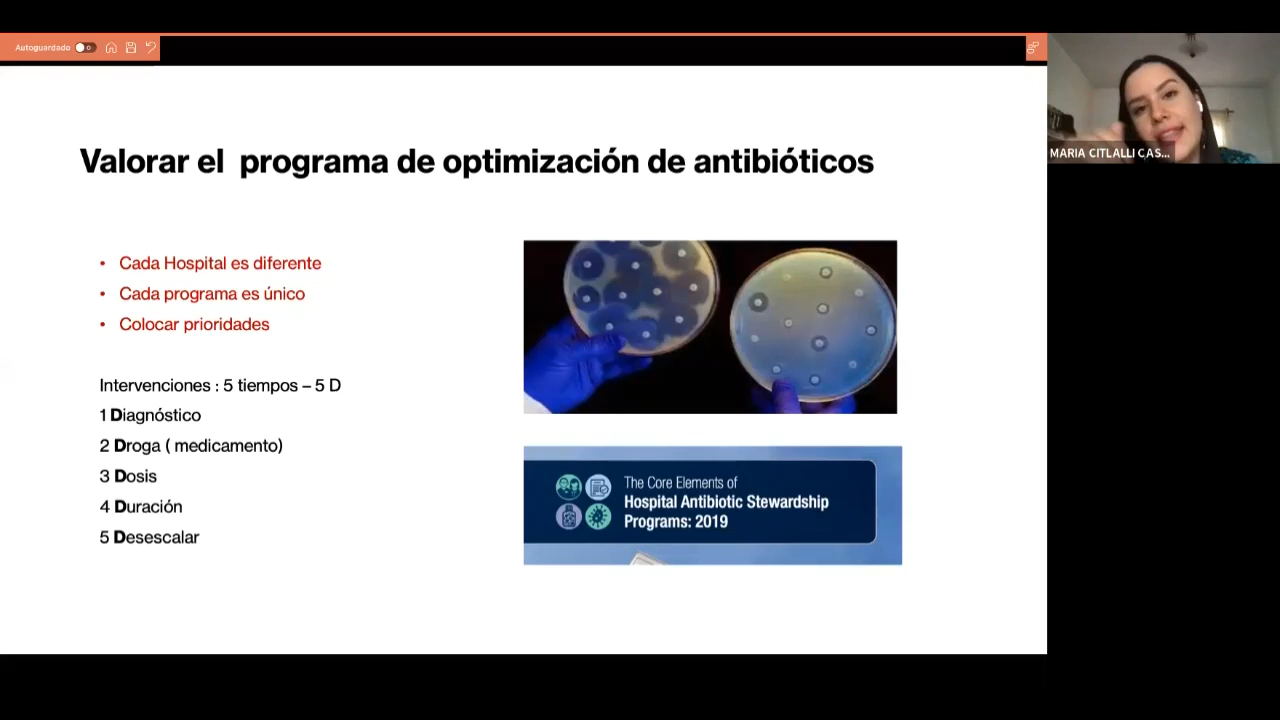 Autoguardado
MARIA CITLALLI CAS...
Valorar el programa de optimización de antibióticos
• Cada Hospital es diferente
• Cada programa es único
• Colocar prioridades
Intervenciones : 5 tiempos – 5 D
1 Diagnóstico
2 Droga ( medicamento)
3 Dosis
4 Duración
5 Desescalar
The Core Elements of
Hospital Antibiotic Stewardship
Programs: 2019